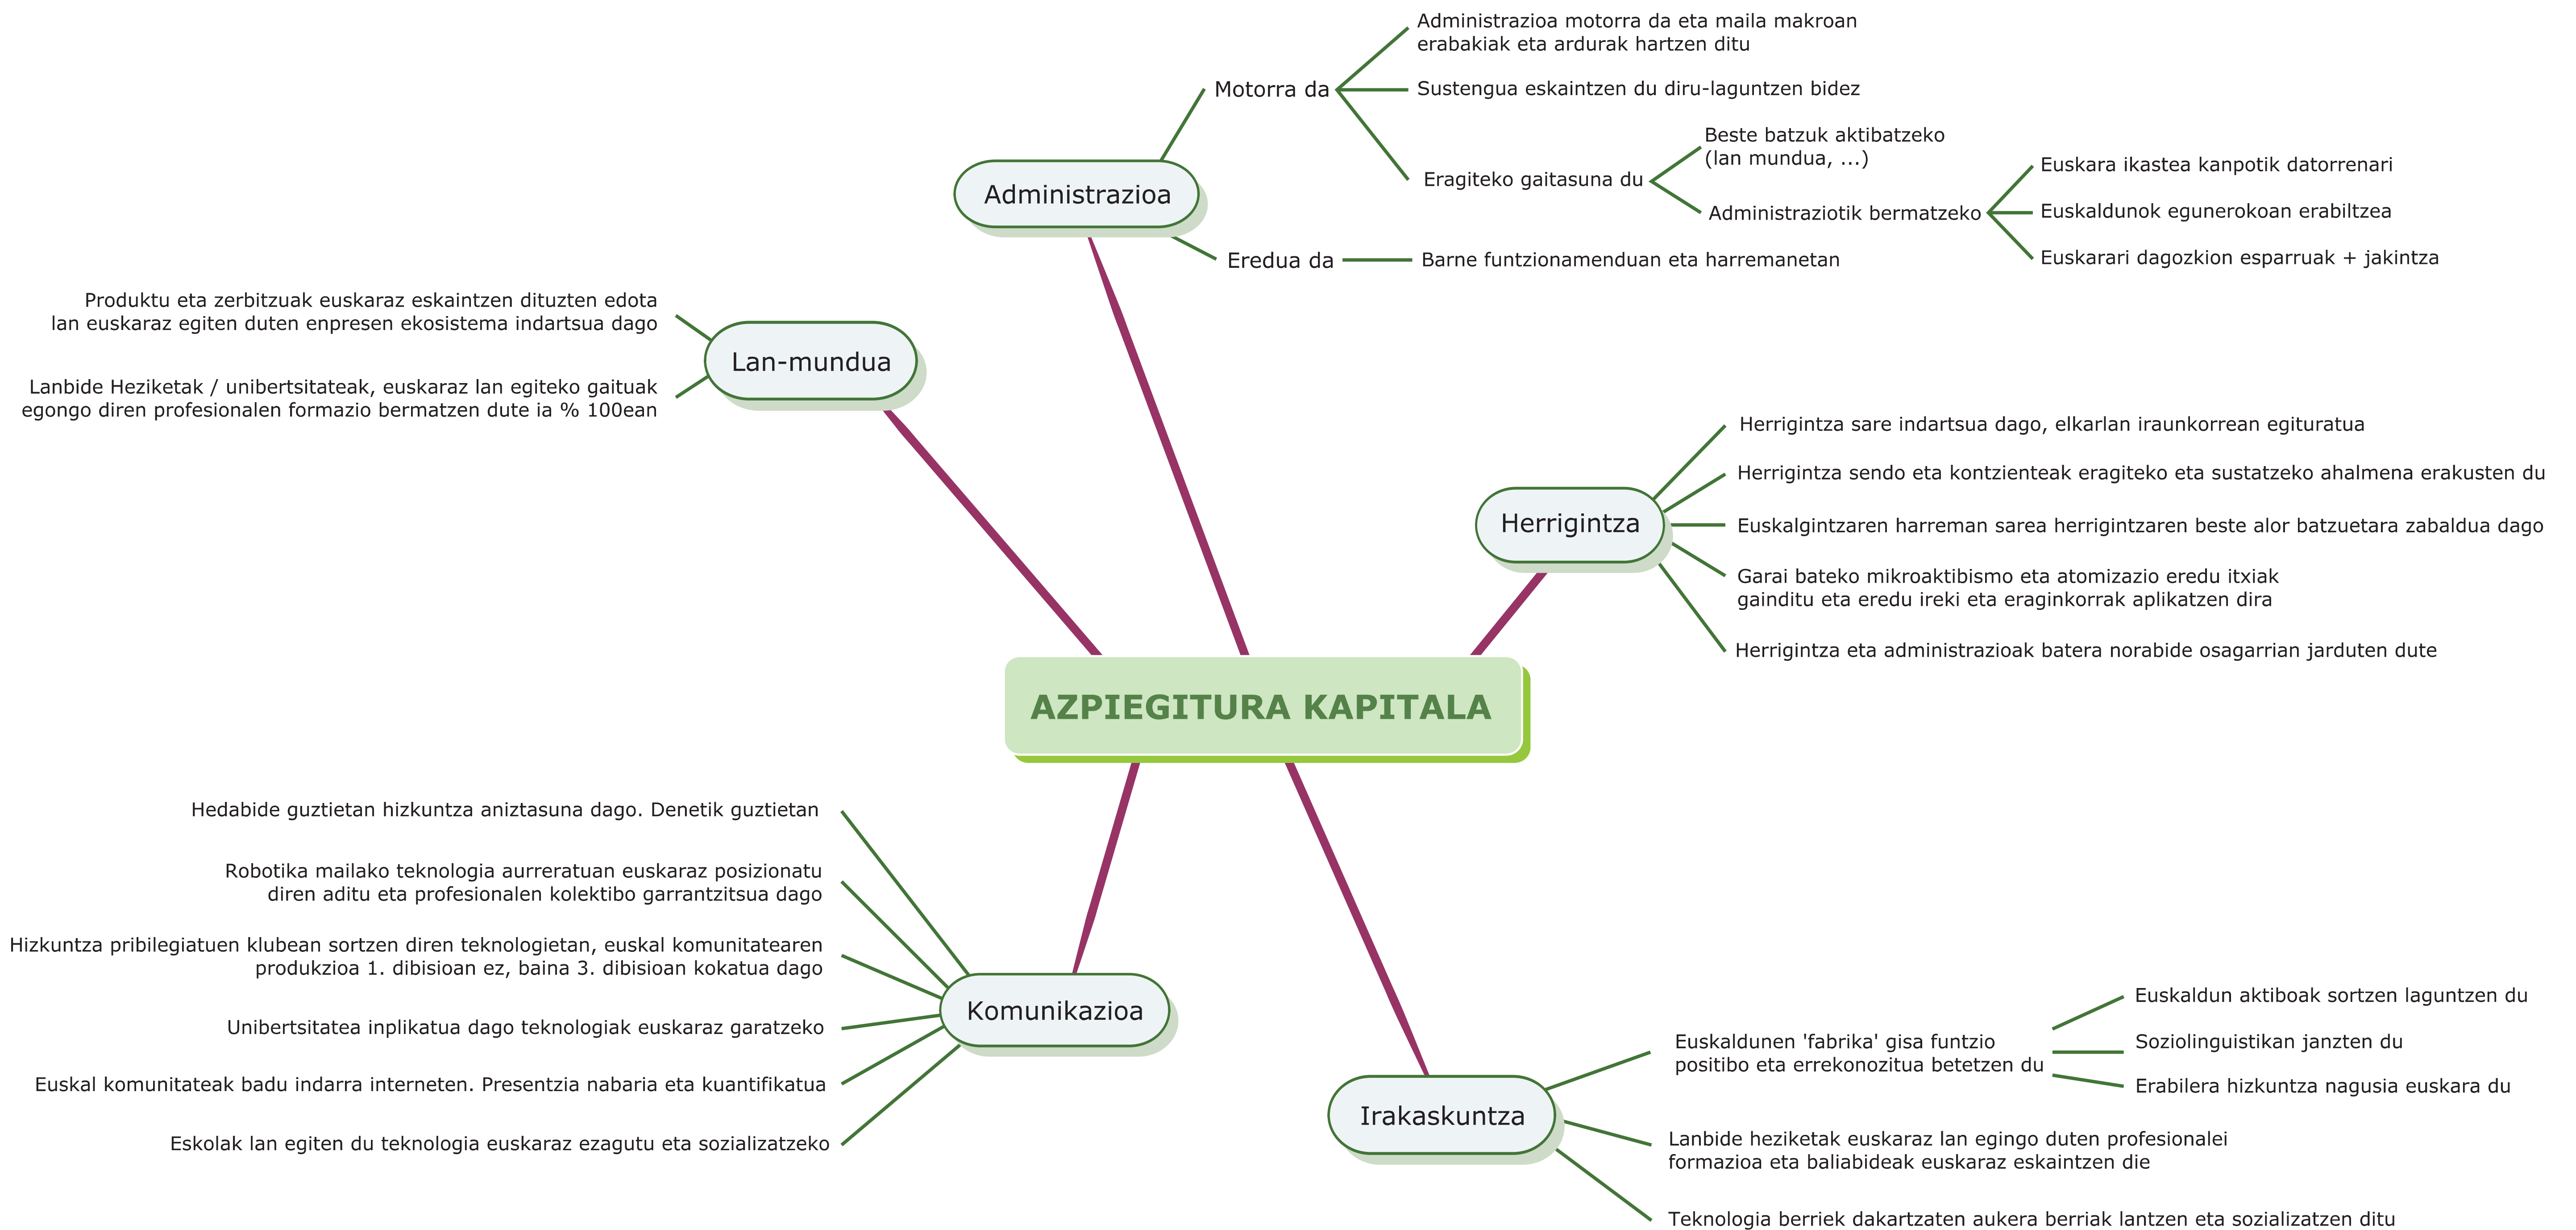 Administrazioa motorra da eta maila makroan
erabakiak eta ardurak hartzen ditu
Motorra da
Sustengua eskaintzen du diru-laguntzen bidez
Beste batzuk aktibatzeko
(lan mundua, ...)
Eragiteko gaitasuna du
Administraziotik bermatzeko
Euskara ikastea kanpotik datorrenari
Euskaldunok egunerokoan erabiltzea
Euskarari dagozkion esparruak + jakintza
Administrazioa
Eredua da
Barne funtzionamenduan eta harremanetan
Produktu eta zerbitzuak euskaraz eskaintzen dituzten edota
lan euskaraz egiten duten enpresen ekosistema indartsua dago
Lan-mundua
Lanbide Heziketak / unibertsitateak, euskaraz lan egiteko gaituak
egongo diren profesionalen formazio bermatzen dute ia % 100ean
Herrigintza
Herrigintza sare indartsua dago, elkarlan iraunkorrean egituratua
Herrigintza sendo eta kontzienteak eragiteko eta sustatzeko ahalmena erakusten du
Euskalgintzaren harreman sarea herrigintzaren beste alor batzuetara zabaldua dago
Garai bateko mikroaktibismo eta atomizazio eredu itxiak
gainditu eta eredu ireki eta eraginkorrak aplikatzen dira
Herrigintza eta administrazioak batera norabide osagarrian jarduten dute
AZPIEGITURA KAPITALA
Hedabide guztietan hizkuntza aniztasuna dago. Denetik guztietan
Robotika mailako teknologia aurreratuan euskaraz posizionatu
diren aditu eta profesionalen kolektibo garrantzitsua dago
Hizkuntza pribilegiatuen klubean sortzen diren teknologietan, euskal komunitatearen
produkzioa 1. dibisioan ez, baina 3. dibisioan kokatua dago
Komunikazioa
Unibertsitatea inplikatua dago teknologiak euskaraz garatzeko
Euskal komunitateak badu indarra interneten. Presentzia nabaria eta kuantifikatua
Eskolak lan egiten du teknologia euskaraz ezagutu eta sozializatzeko
Irakaskuntza
Euskaldunen 'fabrika' gisa funtzio
positibo eta errekonozitua betetzen du
Euskaldun aktiboak sortzen laguntzen du
Soziolinguistikan janzten du
Erabilera hizkuntza nagusia euskara du
Lanbide heziketak euskaraz lan egingo duten profesionalei
formazioa eta baliabideak euskaraz eskaintzen die
Teknologia berriek dakartzaten aukera berriak lantzen eta sozializatzen ditu